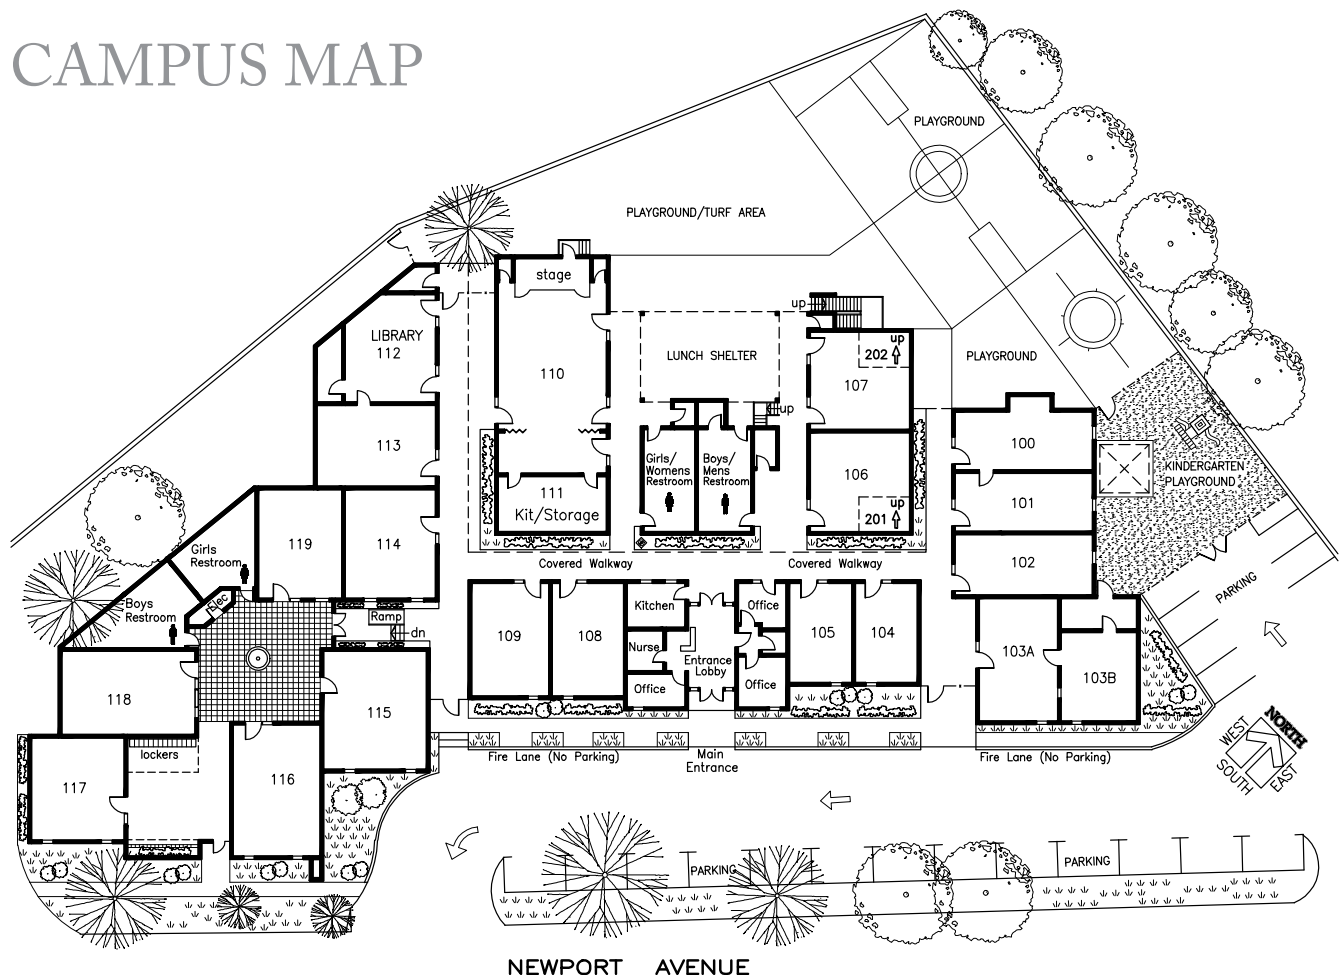 CAMPUS MAP
PLAYGROUND
PLAYGROUND/TURF AREA
stage
up
LIBRARY
112
LUNCH SHELTER
up
202
PLAYGROUND
110
107
up
113
100
Girls/
Womens
Restroom
Boys/
Mens
Restroom
106
KINDERGARTEN
PLAYGROUND
111
Kit/Storage
101
up
201
119
114
Girls
Restroom
Covered Walkway
Covered Walkway
102
PARKING
Elec
Boys
Restroom
Ramp
dn
Kitchen
Office
109
108
105
104
Nurse
Entrance
Lobby
103A
103B
Office
Office
118
115
lockers
Fire Lane (No Parking)
Main
Entrance
Fire Lane (No Parking)
WEST
NORTH
SOUTH
EAST
117
116
PARKING
PARKING
NEWPORT AVENUE